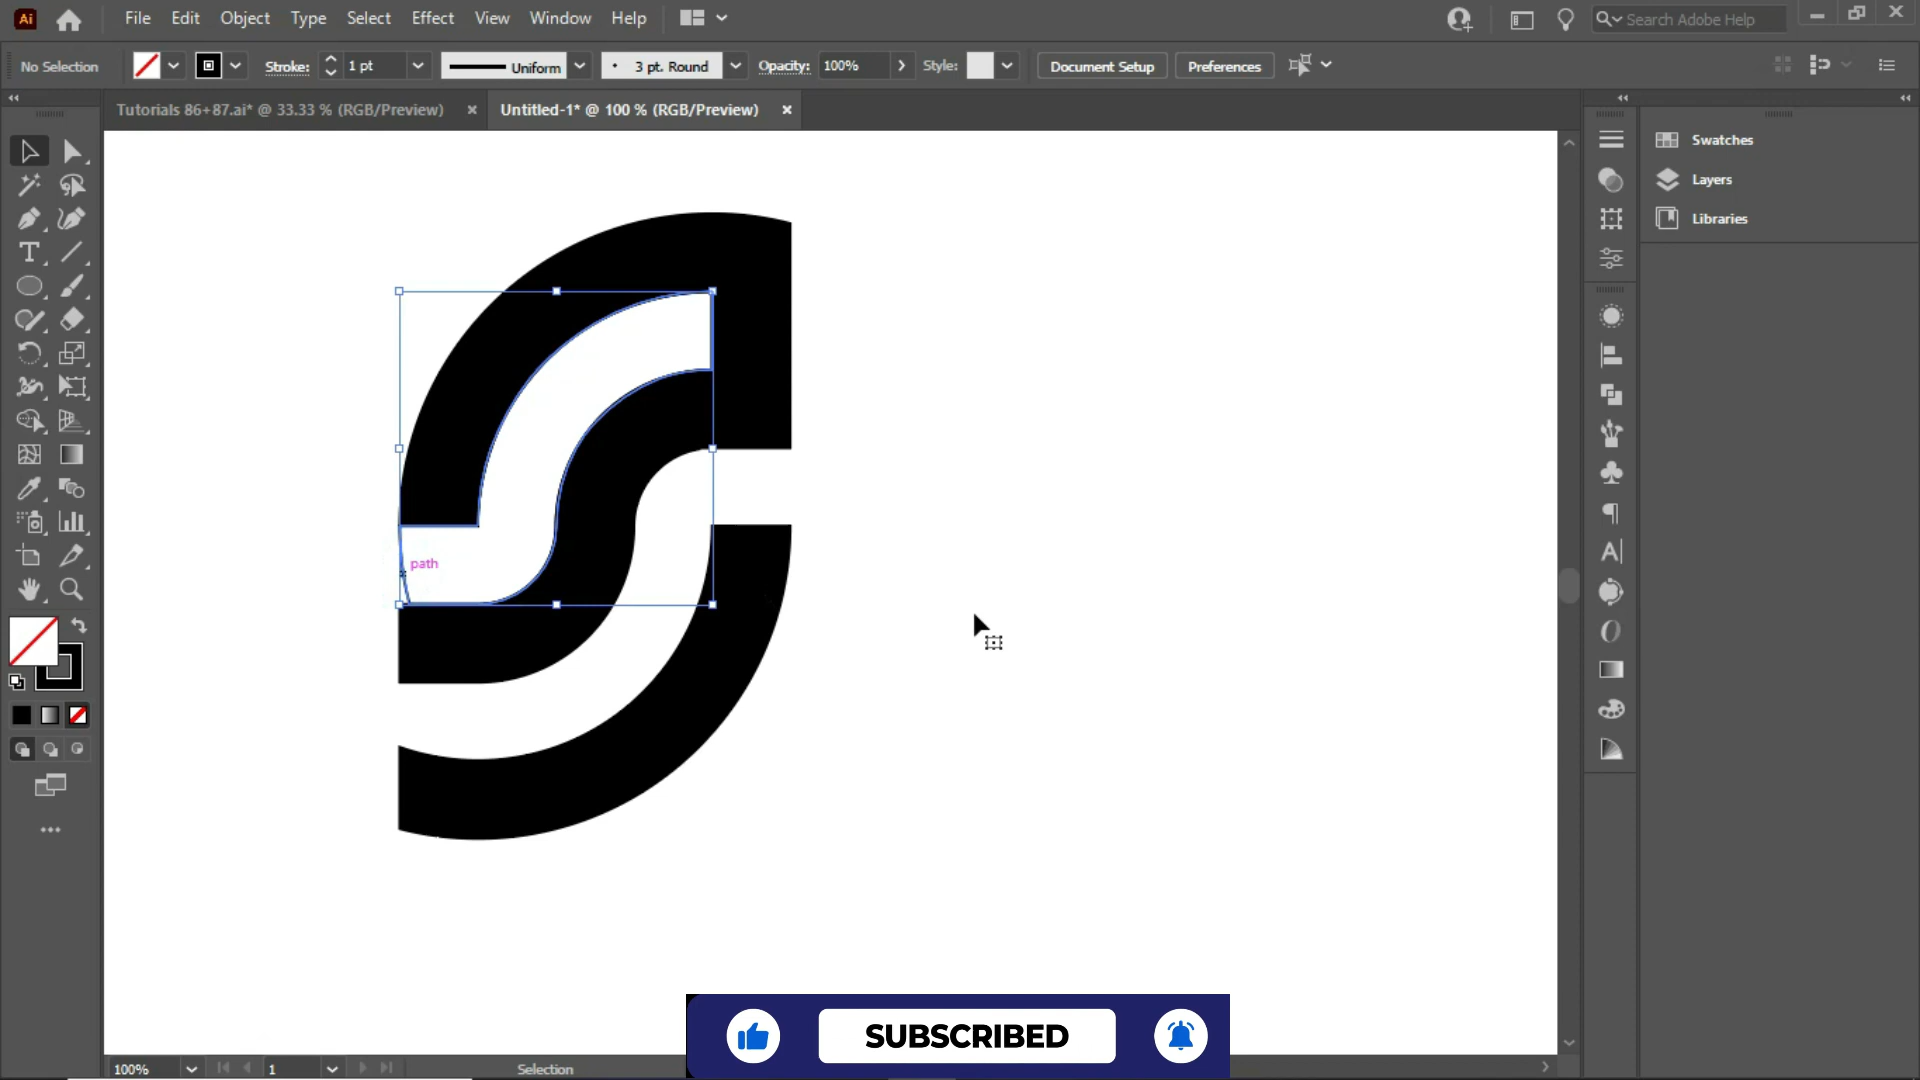 Ai File Edit Object Type Select Effect View Window Help Search Adobe Help
No Selection Stroke: 1 pt Uniform 3 pt. Round Opacity: 100% Style: Document Setup Preferences
Tutorials 86+87.ai* @ 33.33 % (RGB/Preview) Untitled-1* @ 100 % (RGB/Preview)
Swatches
Layers
Libraries
path
SUBSCRIBED
100% 1 Selection